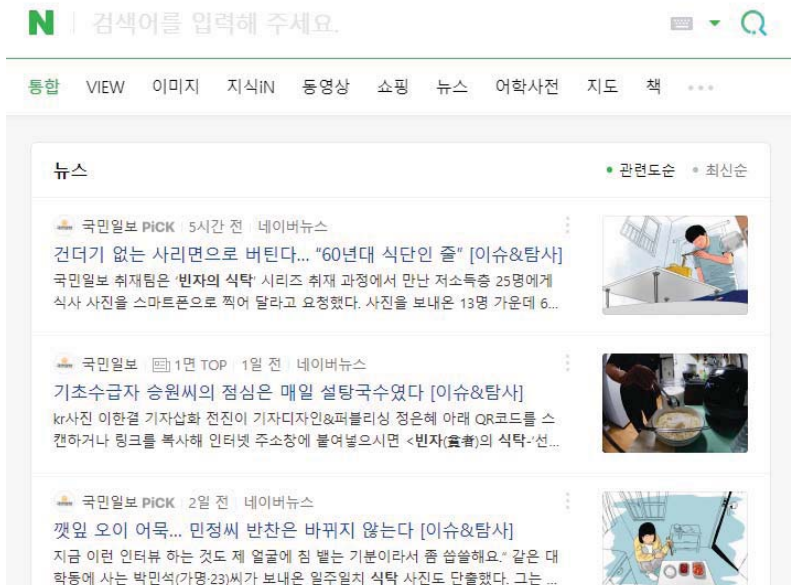 N 검색어를 입력해 주세요.
통합 VIEW 이미지 지식iN 동영상 쇼핑 뉴스 어학사전 지도 책
뉴스 • 관련도순 • 최신순
국민일보 PiCK 5시간 전 네이버뉴스
건더기 없는 사리면으로 버틴다... “60년대 식단인 줄” [이슈&탐사]
국민일보 취재팀은 ‘빈자의 식탁’ 시리즈 취재 과정에서 만난 저소득층 25명에게
식사 사진을 스마트폰으로 찍어 달라고 요청했다. 사진을 보내온 13명 가운데 6...
국민일보 1면 TOP 1일 전 네이버뉴스
기초수급자 승원씨의 점심은 매일 설탕국수였다 [이슈&탐사]
kr사진 이한결 기자삽화 전진이 기자디자인&퍼블리싱 정은혜 아래 QR코드를 스
캔하거나 링크를 복사해 인터넷 주소창에 붙여넣으시면 <빈자(貧者)의 식탁-‘선...
국민일보 PiCK 2일 전 네이버뉴스
깻잎 오이 어묵... 민정씨 반찬은 바뀌지 않는다 [이슈&탐사]
지금 이런 인터뷰 하는 것도 제 얼굴에 침 뱉는 기분이라서 좀 씁쓸해요." 같은 대
학동에 사는 박민석(가명·23)씨가 보내온 일주일치 식탁 사진도 단출했다. 그는 ...